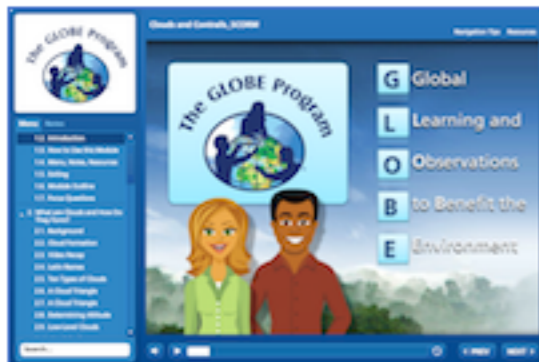 The GLOBE Program
Clouds and Contrails_SCORM
Navigation Tips Resources
Menu Notes
1.2. Introduction
1.3. How to Use this Module
1.4. Menu, Notes, Resources
1.5. Exiting
1.6. Module Outline
1.7. Focus Questions
2. What are Clouds and How Do They Form?
2.1. Background
2.2. Cloud Formation
2.3. Video Recap
2.4. Latin Names
2.5. Ten Types of Clouds
2.6. A Cloud Triangle
2.7. A Cloud Triangle
2.8. Determining Altitude
2.9. Low-Level Clouds
Search...
The GLOBE Program
G Global
L Learning and
O Observations
B to Benefit the
E Environment
PREV NEXT